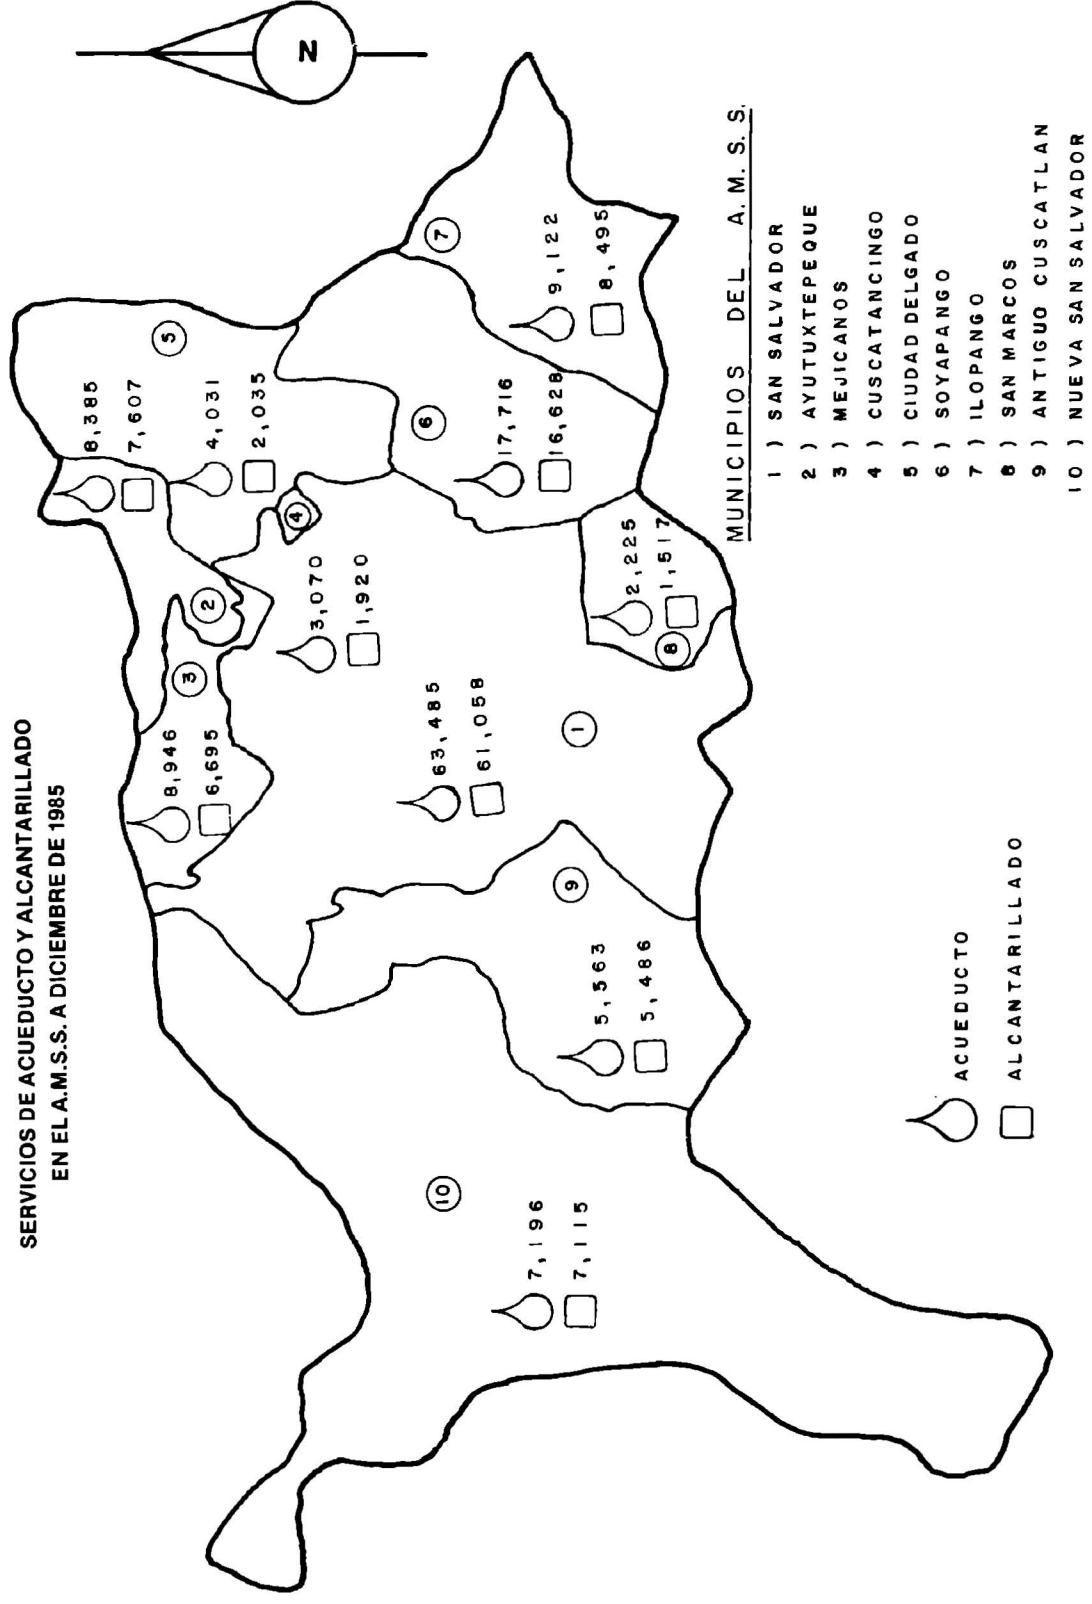 SERVICIOS DE ACUEDUCTO Y ALCANTARILLADO
EN EL A.M.S.S. A DICIEMBRE DE 1985
N
8,385
7,607
5
4,031
2,035
8,946
6,695
3
2
4
3,070
1,920
7
9,122
8,495
6
17,716
16,628
63,485
61,058
1
2,225
1,517
8
9
5,563
5,486
10
7,196
7,115
MUNICIPIOS DEL A.M.S.S.
1 ) SAN SALVADOR
2 ) AYUTUXTEPEQUE
3 ) MEJICANOS
4 ) CUSCATANCINGO
5 ) CIUDAD DELGADO
6 ) SOYAPANGO
7 ) ILOPANGO
8 ) SAN MARCOS
9 ) ANTIGUO CUSCATLAN
10 ) NUEVA SAN SALVADOR
ACUEDUCTO
ALCANTARILLADO